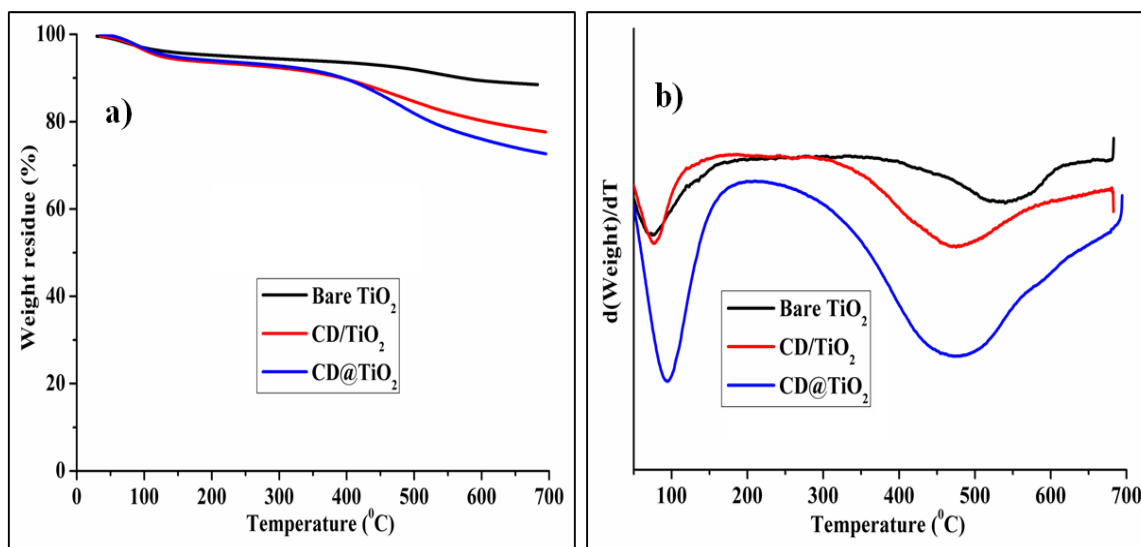 a)
Weight residue (%)
100
80
60
40
20
0
Bare TiO₂
CD/TiO₂
CD@TiO₂
0 100 200 300 400 500 600 700
Temperature (⁰C)
b)
d(Weight)/dT
Bare TiO₂
CD/TiO₂
CD@TiO₂
100 200 300 400 500 600 700
Temperature (⁰C)